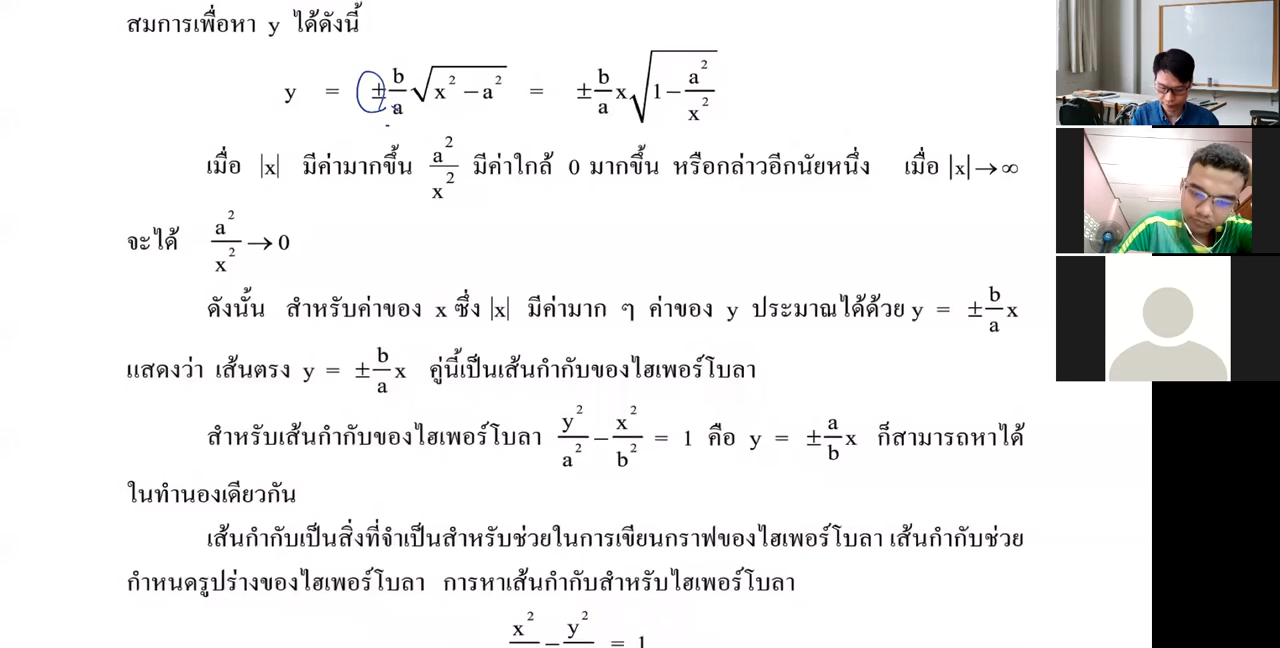 สมการเพื่อหา y ได้ดังนี้
y = ±b/a √(x² − a²) = ±b/a x√(1 − a²/x²)
เมื่อ |x| มีค่ามากขึ้น a²/x² มีค่าใกล้ 0 มากขึ้น หรือกล่าวอีกนัยหนึ่ง เมื่อ |x| → ∞
จะได้ a²/x² → 0
ดังนั้น สำหรับค่าของ x ซึ่ง |x| มีค่ามาก ๆ ค่าของ y ประมาณได้ด้วย y = ±b/a x
แสดงว่า เส้นตรง y = ±b/a x คู่นี้เป็นเส้นกำกับของไฮเพอร์โบลา
สำหรับเส้นกำกับของไฮเพอร์โบลา y²/a² − x²/b² = 1 คือ y = ±a/b x ก็สามารถหาได้
ในทำนองเดียวกัน
เส้นกำกับเป็นสิ่งที่จำเป็นสำหรับช่วยในการเขียนกราฟของไฮเพอร์โบลา เส้นกำกับช่วย
กำหนดรูปร่างของไฮเพอร์โบลา การหาเส้นกำกับสำหรับไฮเพอร์โบลา
x² − y² = 1